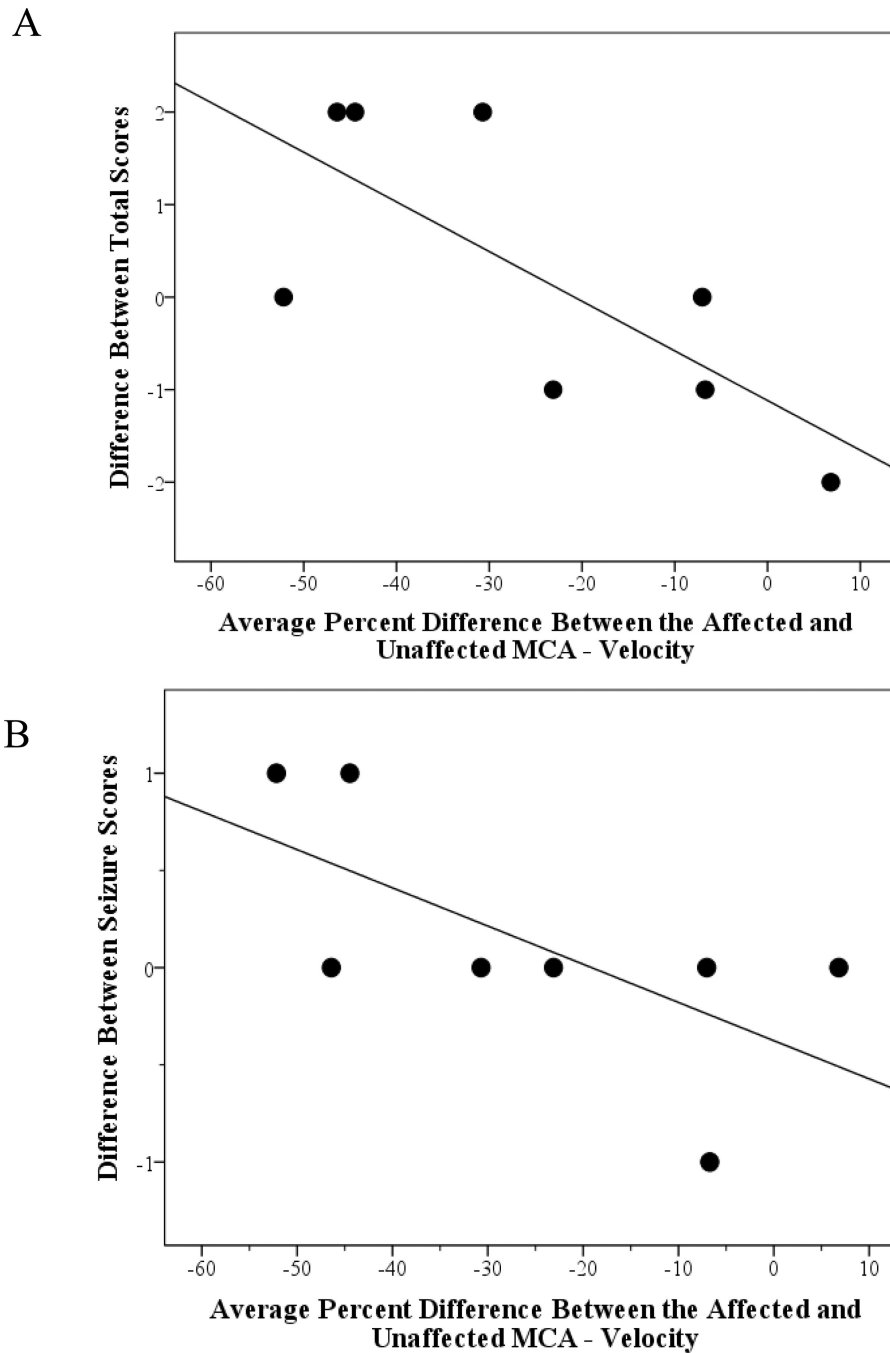 A
Difference Between Total Scores
2
1
0
-1
-2
-60 -50 -40 -30 -20 -10 0 10
Average Percent Difference Between the Affected and
Unaffected MCA - Velocity
B
Difference Between Seizure Scores
1
0
-1
-60 -50 -40 -30 -20 -10 0 10
Average Percent Difference Between the Affected and
Unaffected MCA - Velocity